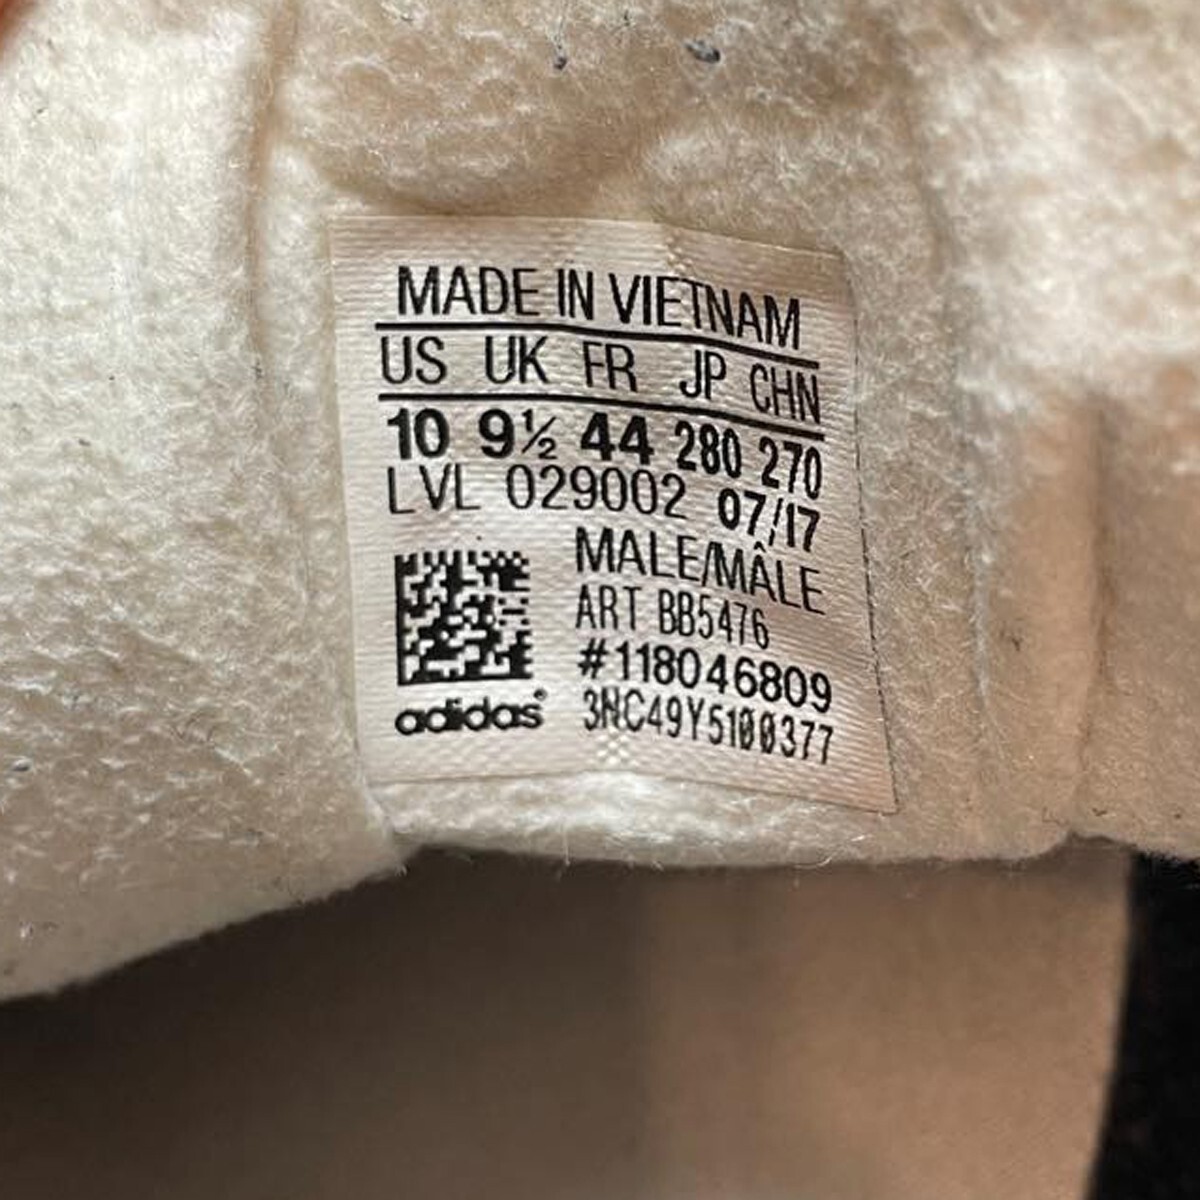 MADE IN VIETNAM
US UK FR JP CHN
10 9½ 44 280 270
LVL 029002 07/17
MALE/MÂLE
ART BB5476
#118046809
3NC49Y5100377
adidas®